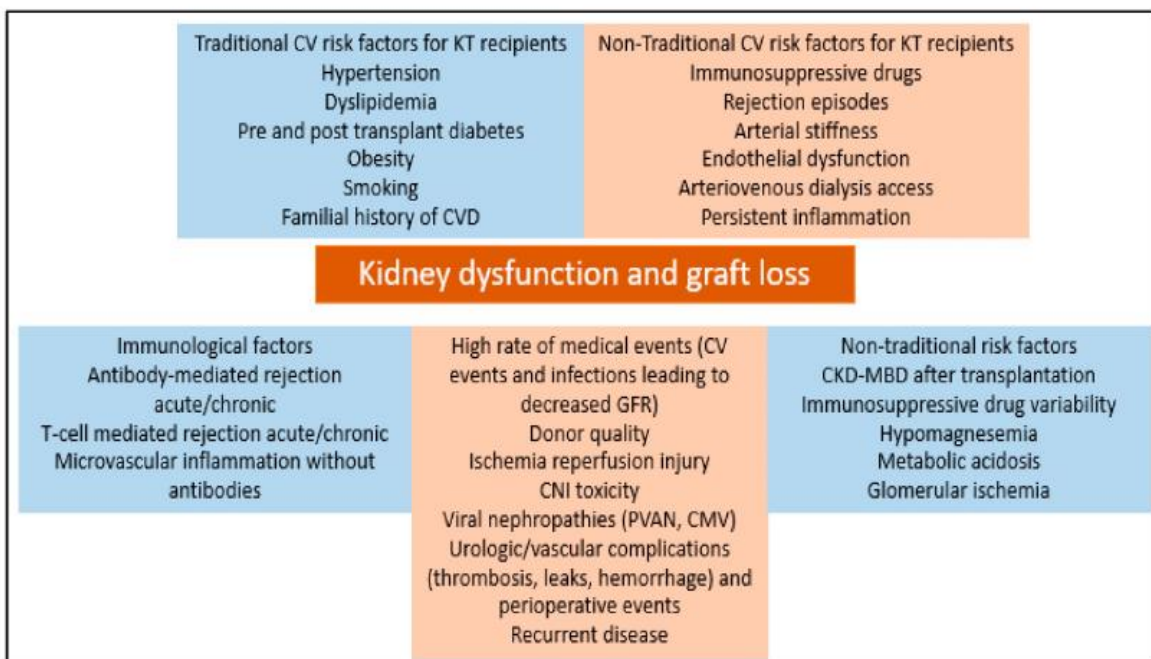 Traditional CV risk factors for KT recipients
Hypertension
Dyslipidemia
Pre and post transplant diabetes
Obesity
Smoking
Familial history of CVD
Non-Traditional CV risk factors for KT recipients
Immunosuppressive drugs
Rejection episodes
Arterial stiffness
Endothelial dysfunction
Arteriovenous dialysis access
Persistent inflammation
Kidney dysfunction and graft loss
Immunological factors
Antibody-mediated rejection
acute/chronic
T-cell mediated rejection acute/chronic
Microvascular inflammation without
antibodies
High rate of medical events (CV
events and infections leading to
decreased GFR)
Donor quality
Ischemia reperfusion injury
CNI toxicity
Viral nephropathies (PVAN, CMV)
Urologic/vascular complications
(thrombosis, leaks, hemorrhage) and
perioperative events
Recurrent disease
Non-traditional risk factors
CKD-MBD after transplantation
Immunosuppressive drug variability
Hypomagnesemia
Metabolic acidosis
Glomerular ischemia